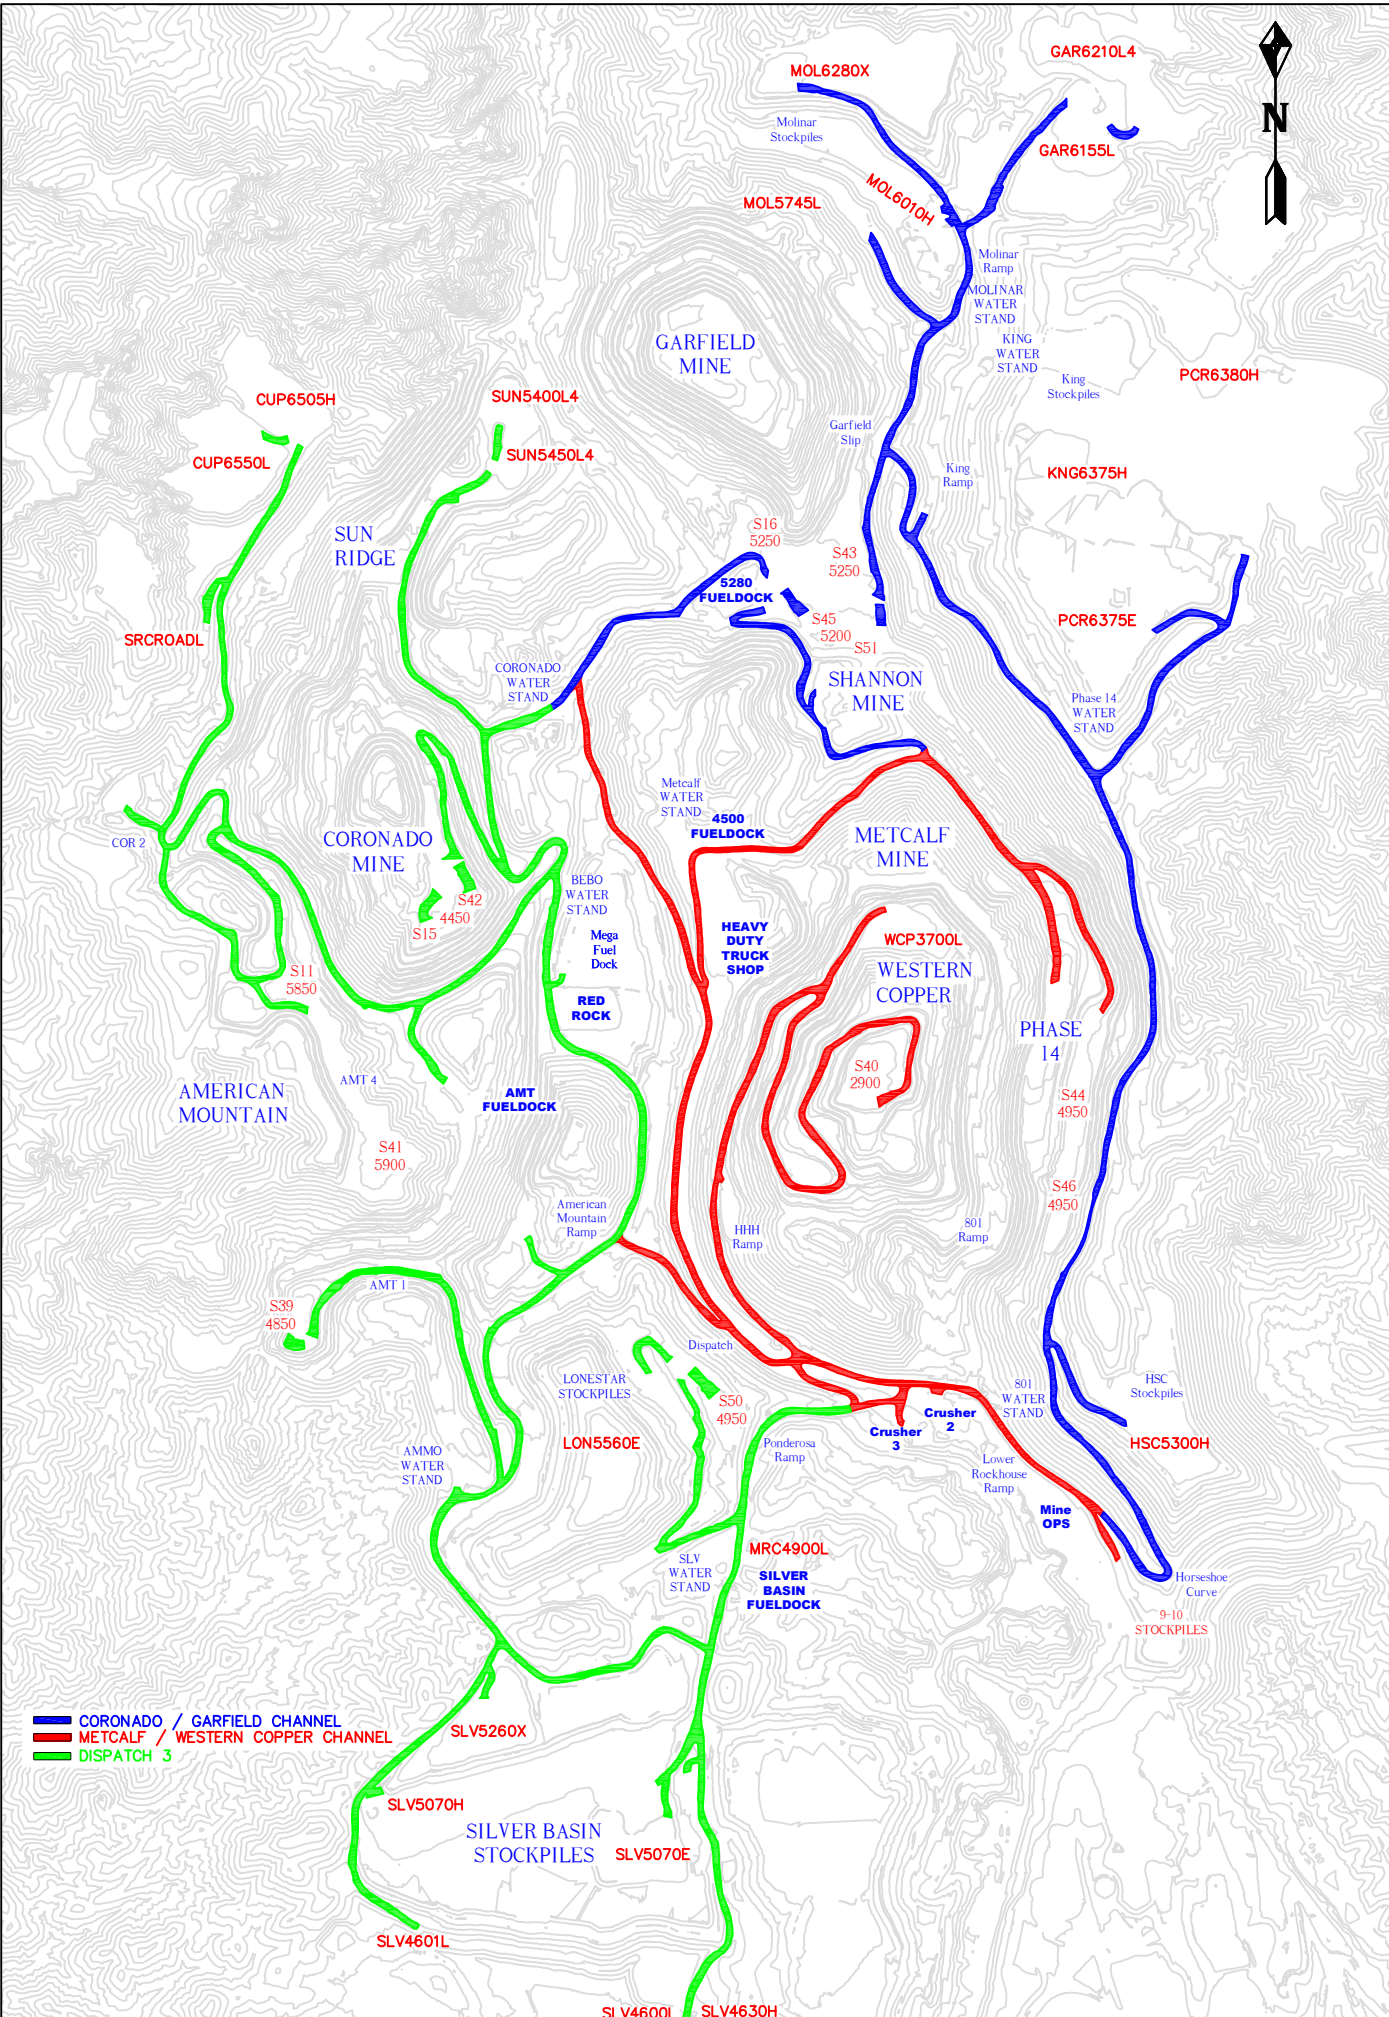 GAR6210L4
MOL6280X
N
Molinar
Stockpiles
GAR6155L
MOL6010H
MOL5745L
Molinar
Ramp
MOLINAR
WATER
STAND
GARFIELD
MINE
KING
WATER
STAND
King
Stockpiles
PCR6380H
CUP6505H
SUN5400L4
Garfield
Slip
SUN5450L4
CUP6550L
King
Ramp
KNG6375H
SUN
RIDGE
S16
5250
S43
5250
5280
FUELDOCK
S45
5200
S51
PCR6375E
SRCROADL
CORONADO
WATER
STAND
SHANNON
MINE
Phase 14
WATER
STAND
Metcalf
WATER
STAND
4500
FUELDOCK
COR 2
CORONADO
MINE
METCALF
MINE
BEBO
WATER
STAND
S42
4450
S15
Mega
Fuel
Dock
HEAVY
DUTY
TRUCK
SHOP
WCP3700L
WESTERN
COPPER
S11
5850
RED
ROCK
PHASE
14
AMERICAN
MOUNTAIN
AMT 4
AMT
FUELDOCK
S40
2900
S44
4950
S41
5900
S46
4950
American
Mountain
Ramp
HHH
Ramp
801
Ramp
AMT 1
S39
4850
Dispatch
LONESTAR
STOCKPILES
S50
4950
801
WATER
STAND
HSC
Stockpiles
Crusher
2
Crusher
3
LON5560E
Ponderosa
Ramp
HSC5300H
AMMO
WATER
STAND
Lower
Rockhouse
Ramp
Mine
OPS
MRC4900L
SLV
WATER
STAND
SILVER
BASIN
FUELDOCK
Horseshoe
Curve
9-10
STOCKPILES
CORONADO / GARFIELD CHANNEL
METCALF / WESTERN COPPER CHANNEL
DISPATCH 3
SLV5260X
SLV5070H
SILVER BASIN
STOCKPILES
SLV5070E
SLV4601L
SLV4600L
SLV4630H